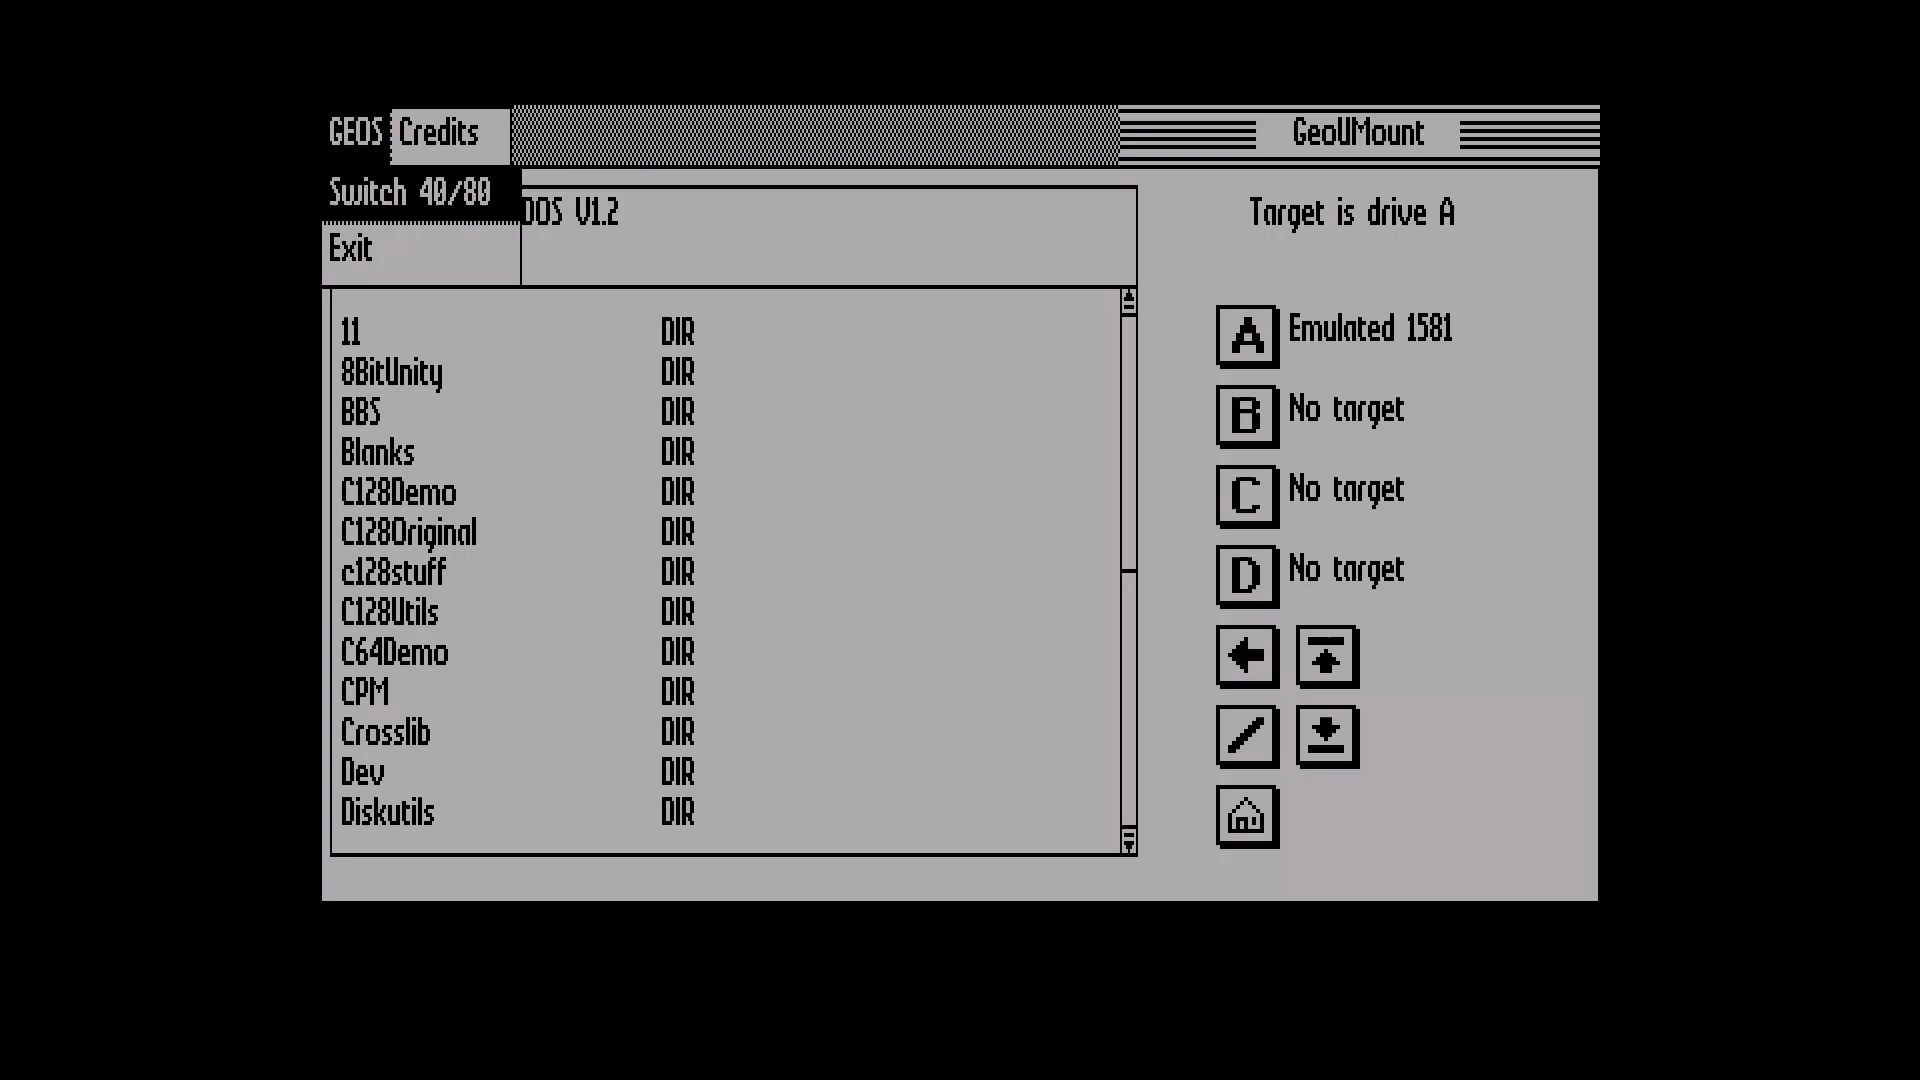 GEOS Credits GeoUMount
Switch 40/80
DOS V1.2 Target is drive A
Exit
11 DIR
8BitUnity DIR
BBS DIR
Blanks DIR
C128Demo DIR
C128Original DIR
c128stuff DIR
C128Utils DIR
C64Demo DIR
CPM DIR
Crosslib DIR
Dev DIR
Diskutils DIR
A Emulated 1581
B No target
C No target
D No target